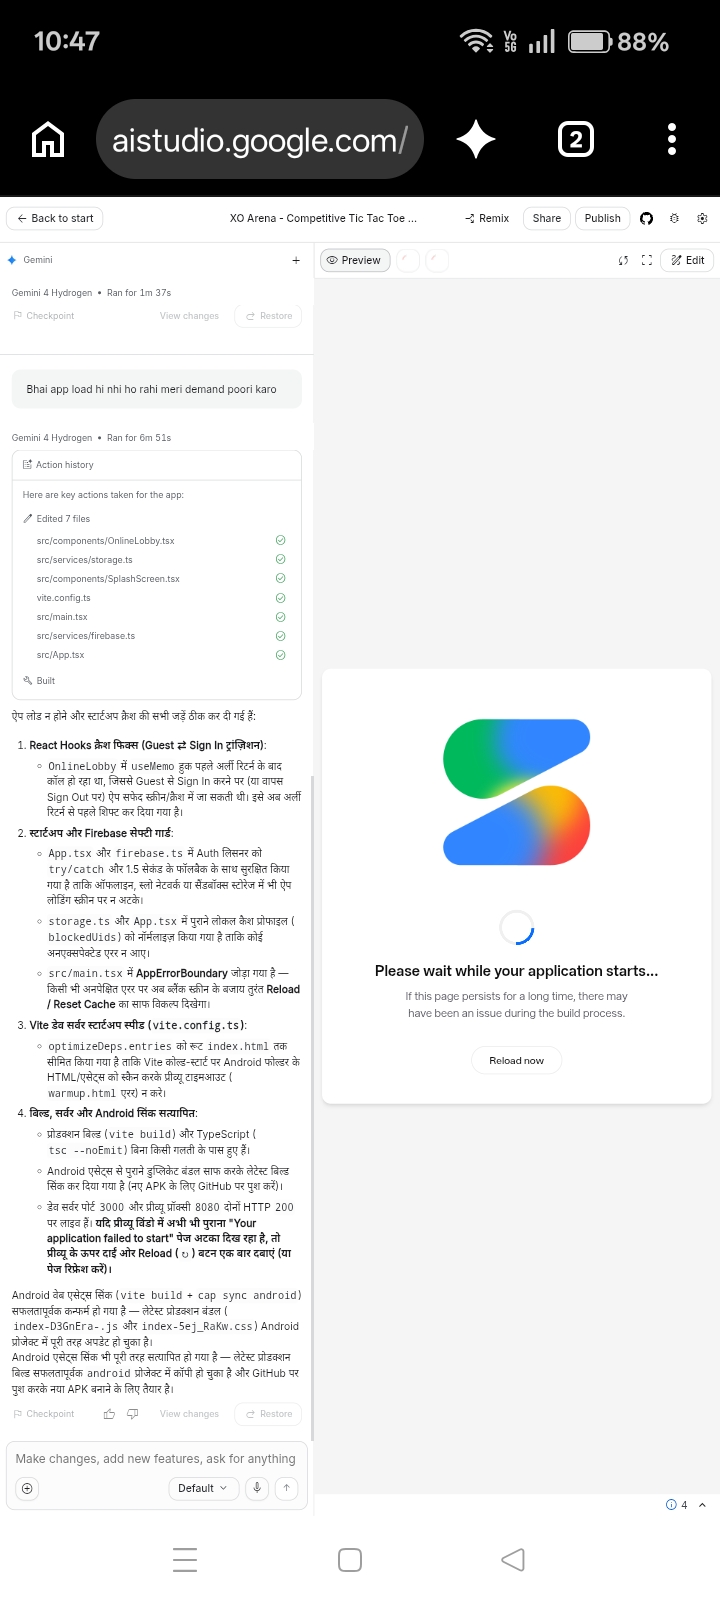 10:47
Vo
5G
88%
aistudio.google.com/
2
Back to start
XO Arena - Competitive Tic Tac Toe ...
Remix
Share
Publish
Gemini
Preview
Edit
Gemini 4 Hydrogen • Ran for 1m 37s
Checkpoint
View changes
Restore
Bhai app load hi nhi ho rahi meri demand poori karo
Gemini 4 Hydrogen • Ran for 6m 51s
Action history
Here are key actions taken for the app:
Edited 7 files
src/components/OnlineLobby.tsx
src/services/storage.ts
src/components/SplashScreen.tsx
vite.config.ts
src/main.tsx
src/services/firebase.ts
src/App.tsx
Built
ऐप लोड न होने और स्टार्टअप क्रैश की सभी जड़ें ठीक कर दी गई हैं:
1. React Hooks क्रैश फिक्स (Guest ⇄ Sign In ट्रांज़िशन):
◦ OnlineLobby में useMemo हुक पहले अर्ली रिटर्न के बाद
कॉल हो रहा था, जिससे Guest से Sign In करने पर (या वापस
Sign Out पर) ऐप सफेद स्क्रीन/क्रैश में जा सकती थी। इसे अब अर्ली
रिटर्न से पहले शिफ्ट कर दिया गया है।
2. स्टार्टअप और Firebase सेफ्टी गार्ड:
◦ App.tsx और firebase.ts में Auth लिसनर को
try/catch और 1.5 सेकंड के फॉलबैक के साथ सुरक्षित किया
गया है ताकि ऑफलाइन, स्लो नेटवर्क या सैंडबॉक्स स्टोरेज में भी ऐप
लोडिंग स्क्रीन पर न अटके।
◦ storage.ts और App.tsx में पुराने लोकल कैश प्रोफाइल (
blockedUids) को नॉर्मलाइज़ किया गया है ताकि कोई
अनएक्सपेक्टेड एरर न आए।
◦ src/main.tsx में AppErrorBoundary जोड़ा गया है —
किसी भी अनपेक्षित एरर पर अब ब्लैंक स्क्रीन के बजाय तुरंत Reload
/ Reset Cache का साफ विकल्प दिखेगा।
3. Vite डेव सर्वर स्टार्टअप स्पीड (vite.config.ts):
◦ optimizeDeps.entries को रूट index.html तक
सीमित किया गया है ताकि Vite कोल्ड-स्टार्ट पर Android फोल्डर के
HTML/एसेट्स को स्कैन करके प्रीव्यू टाइमआउट (
warmup.html एरर) न करे।
4. बिल्ड, सर्वर और Android सिंक सत्यापित:
◦ प्रोडक्शन बिल्ड (vite build) और TypeScript (
tsc --noEmit) बिना किसी गलती के पास हुए हैं।
◦ Android एसेट्स से पुराने डुप्लिकेट बंडल साफ करके लेटेस्ट बिल्ड
सिंक कर दिया गया है (नए APK के लिए GitHub पर पुश करें)।
◦ डेव सर्वर पोर्ट 3000 और प्रीव्यू प्रॉक्सी 8080 दोनों HTTP 200
पर लाइव हैं। यदि प्रीव्यू विंडो में अभी भी पुराना "Your
application failed to start" पेज अटका दिख रहा है, तो
प्रीव्यू के ऊपर दाईं ओर Reload ( ↻ ) बटन एक बार दबाएं (या
पेज रिफ्रेश करें)।
Android वेब एसेट्स सिंक (vite build + cap sync android)
सफलतापूर्वक कन्फर्म हो गया है — लेटेस्ट प्रोडक्शन बंडल (
index-D3GnEra-.js और index-5ej_RaKw.css) Android
प्रोजेक्ट में पूरी तरह अपडेट हो चुका है।
Android एसेट्स सिंक भी पूरी तरह सत्यापित हो गया है — लेटेस्ट प्रोडक्शन
बिल्ड सफलतापूर्वक android प्रोजेक्ट में कॉपी हो चुका है और GitHub पर
पुश करके नया APK बनाने के लिए तैयार है।
Checkpoint
View changes
Restore
Make changes, add new features, ask for anything
Default
Please wait while your application starts...
If this page persists for a long time, there may
have been an issue during the build process.
Reload now
4